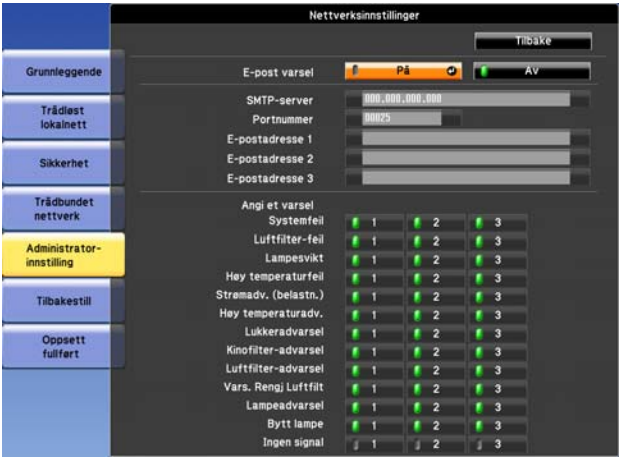 Nettverksinnstillinger
Tilbake
Grunnleggende
Trådløst
lokalnett
Sikkerhet
Trådbundet
nettverk
Administrator-
innstilling
Tilbakestill
Oppsett
fullført
E-post varsel På Av
SMTP-server 000.000.000.000
Portnummer 00025
E-postadresse 1
E-postadresse 2
E-postadresse 3
Angi et varsel
Systemfeil 1 2 3
Luftfilter-feil 1 2 3
Lampesvikt 1 2 3
Høy temperaturfeil 1 2 3
Strømadv. (belastn.) 1 2 3
Høy temperaturadv. 1 2 3
Lukkeradvarsel 1 2 3
Kinofilter-advarsel 1 2 3
Luftfilter-advarsel 1 2 3
Vars. Rengj Luftfilt 1 2 3
Lampeadvarsel 1 2 3
Bytt lampe 1 2 3
Ingen signal 1 2 3